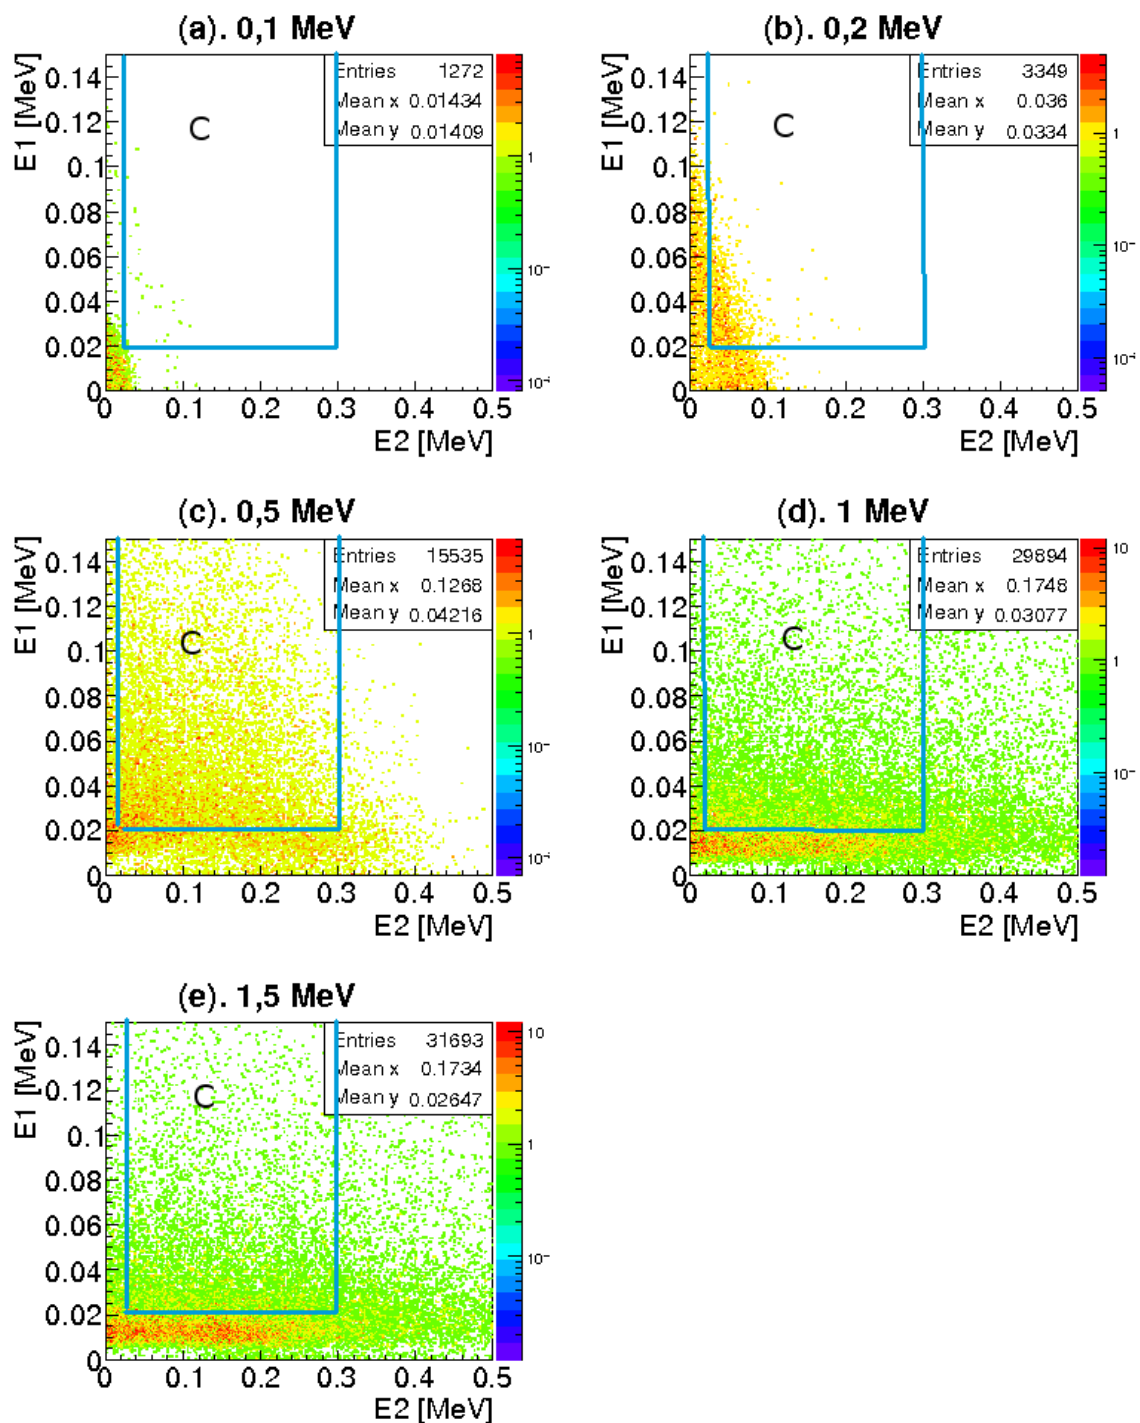 (a). 0,1 MeV
E1 [MeV]
0.14
0.12
0.1
0.08
0.06
0.04
0.02
0
Entries 1272
Mean x 0.01434
Mean y 0.01409
C
1
10⁻
10⁻²
0 0.1 0.2 0.3 0.4 0.5
E2 [MeV]
(b). 0,2 MeV
E1 [MeV]
0.14
0.12
0.1
0.08
0.06
0.04
0.02
0
Entries 3349
Mean x 0.036
Mean y 0.0334
C
1
10⁻
10⁻²
0 0.1 0.2 0.3 0.4 0.5
E2 [MeV]
(c). 0,5 MeV
E1 [MeV]
0.14
0.12
0.1
0.08
0.06
0.04
0.02
0
Entries 15535
Mean x 0.1268
Mean y 0.04216
C
1
10⁻
10⁻²
0 0.1 0.2 0.3 0.4 0.5
E2 [MeV]
(d). 1 MeV
E1 [MeV]
0.14
0.12
0.1
0.08
0.06
0.04
0.02
0
Entries 29894
Mean x 0.1748
Mean y 0.03077
C
10
1
10⁻
0 0.1 0.2 0.3 0.4 0.5
E2 [MeV]
(e). 1,5 MeV
E1 [MeV]
0.14
0.12
0.1
0.08
0.06
0.04
0.02
0
Entries 31693
Mean x 0.1734
Mean y 0.02647
C
10
1
10⁻
0 0.1 0.2 0.3 0.4 0.5
E2 [MeV]